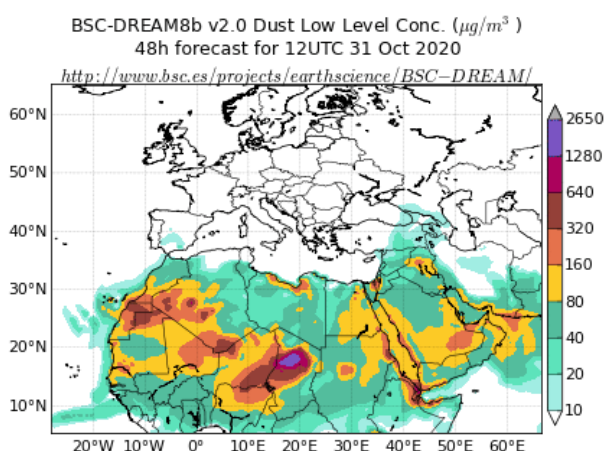 BSC-DREAM8b v2.0 Dust Low Level Conc. (μg/m³ )
48h forecast for 12UTC 31 Oct 2020
http://www.bsc.es/projects/earthscience/BSC−DREAM/
60°N
50°N
40°N
30°N
20°N
10°N
20°W 10°W 0° 10°E 20°E 30°E 40°E 50°E 60°E
2650
1280
640
320
160
80
40
20
10